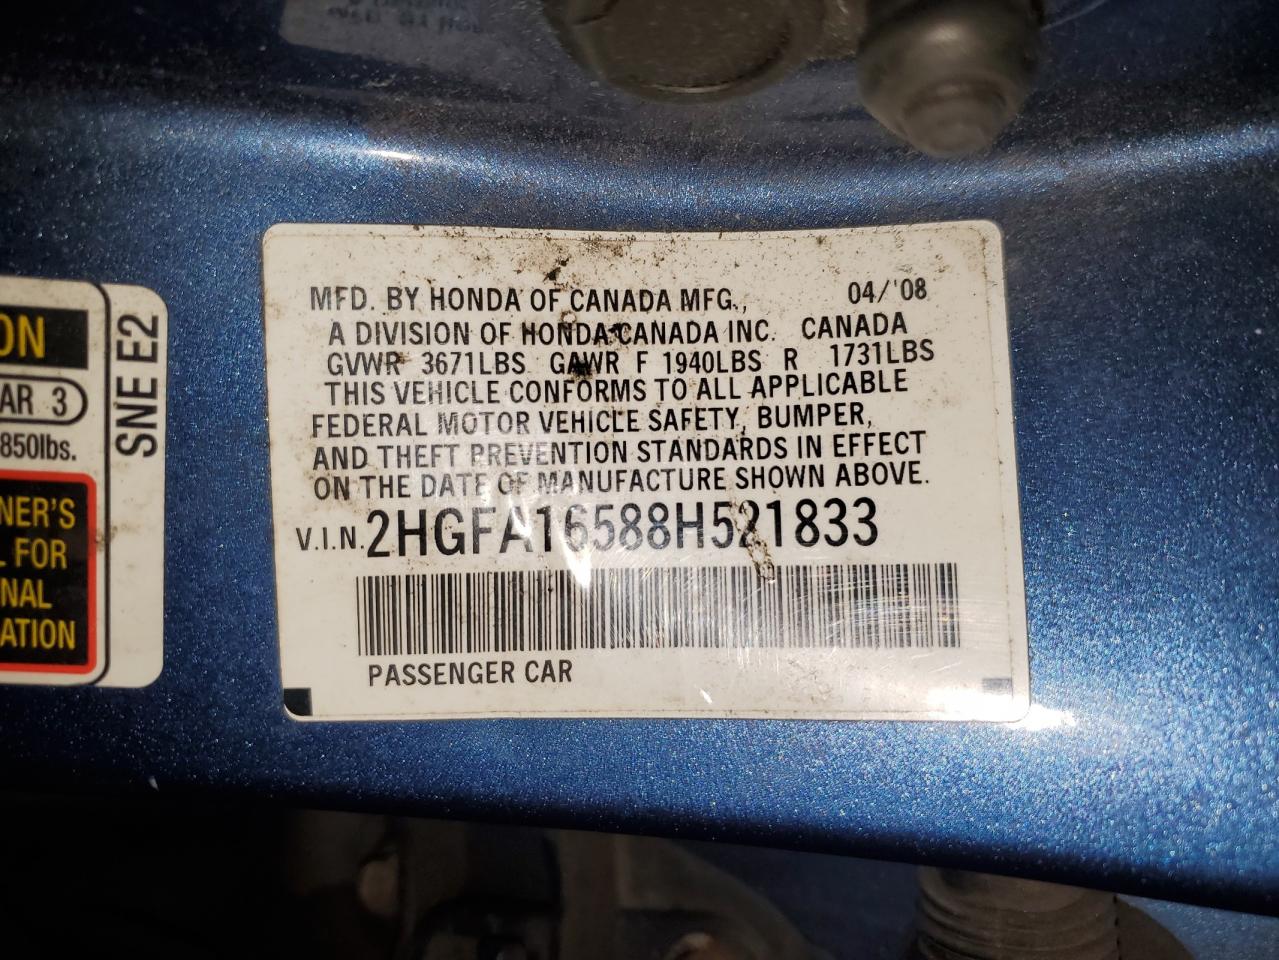 ON
AR 3
850lbs.
NER'S
L FOR
NAL
ATION
SNE E2
MFD. BY HONDA OF CANADA MFG., 04/'08
A DIVISION OF HONDA CANADA INC. CANADA
GVWR 3671LBS GAWR F 1940LBS R 1731LBS
THIS VEHICLE CONFORMS TO ALL APPLICABLE
FEDERAL MOTOR VEHICLE SAFETY, BUMPER,
AND THEFT PREVENTION STANDARDS IN EFFECT
ON THE DATE OF MANUFACTURE SHOWN ABOVE.
V.I.N. 2HGFA16588H521833
PASSENGER CAR